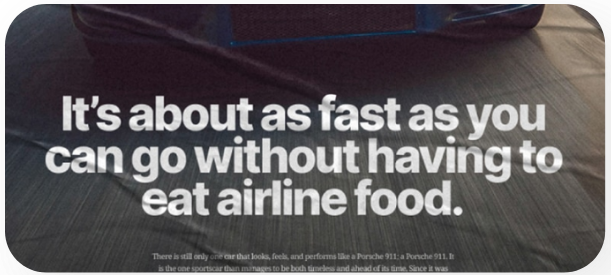 It's about as fast as you
can go without having to
eat airline food.
There is still only one car that looks, feels, and performs like a Porsche 911: a Porsche 911. It
is the one sportscar than manages to be both timeless and ahead of its time. Since it was